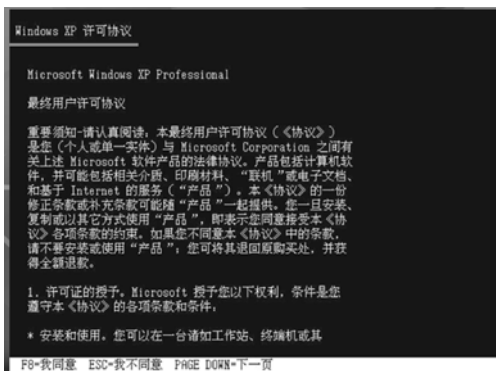 Windows XP 许可协议
Microsoft Windows XP Professional
最终用户许可协议
重要须知-请认真阅读：本最终用户许可协议（《协议》）
是您（个人或单一实体）与 Microsoft Corporation 之间有
关上述 Microsoft 软件产品的法律协议。产品包括计算机软
件，并可能包括相关介质、印刷材料、“联机”或电子文档、
和基于 Internet 的服务（“产品”）。本《协议》的一份
修正条款或补充条款可能随“产品”一起提供。您一旦安装、
复制或以其它方式使用“产品”，即表示您同意接受本《协
议》各项条款的约束。如果您不同意本《协议》中的条款，
请不要安装或使用“产品”；您可将其退回原购买处，并获
得全额退款。
1. 许可证的授予。Microsoft 授予您以下权利，条件是您
遵守本《协议》的各项条款和条件：
* 安装和使用。您可以在一台诸如工作站、终端机或其
F8=我同意 ESC=我不同意 PAGE DOWN=下一页